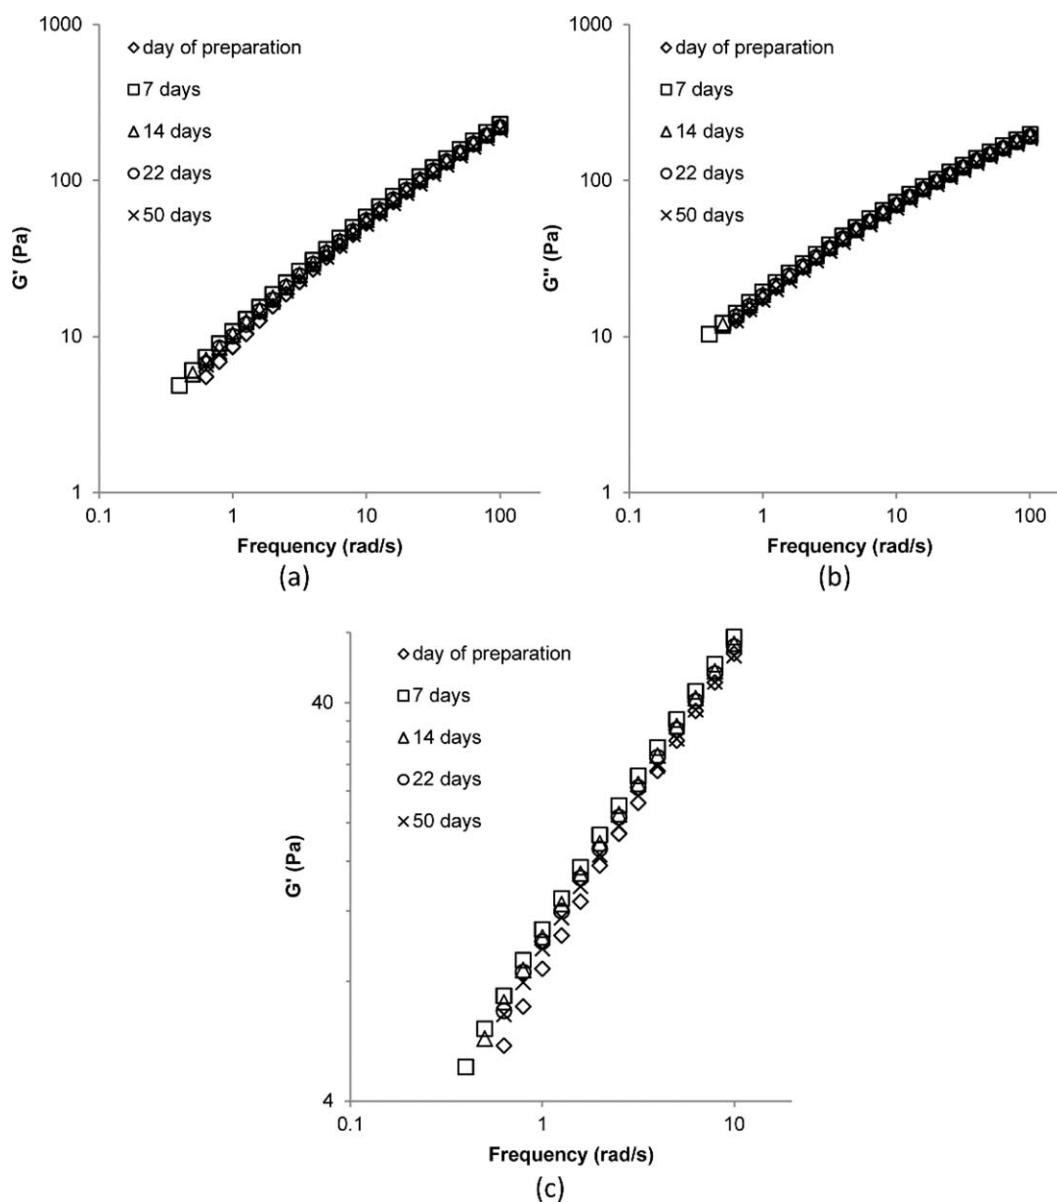 1000
100
10
1
G' (Pa)
day of preparation
7 days
14 days
22 days
50 days
0.1 1 10 100
Frequency (rad/s)
(a)
1000
100
10
1
G" (Pa)
day of preparation
7 days
14 days
22 days
50 days
0.1 1 10 100
Frequency (rad/s)
(b)
40
4
G' (Pa)
day of preparation
7 days
14 days
22 days
50 days
0.1 1 10
Frequency (rad/s)
(c)